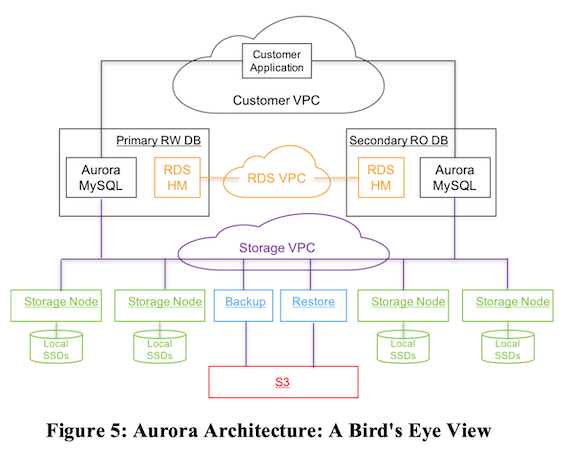 Customer
Application
Customer VPC
Primary RW DB
Secondary RO DB
Aurora
MySQL
RDS
HM
RDS VPC
RDS
HM
Aurora
MySQL
Storage VPC
Storage Node
Storage Node
Backup
Restore
Storage Node
Storage Node
Local
SSDs
Local
SSDs
Local
SSDs
Local
SSDs
S3
Figure 5: Aurora Architecture: A Bird's Eye View